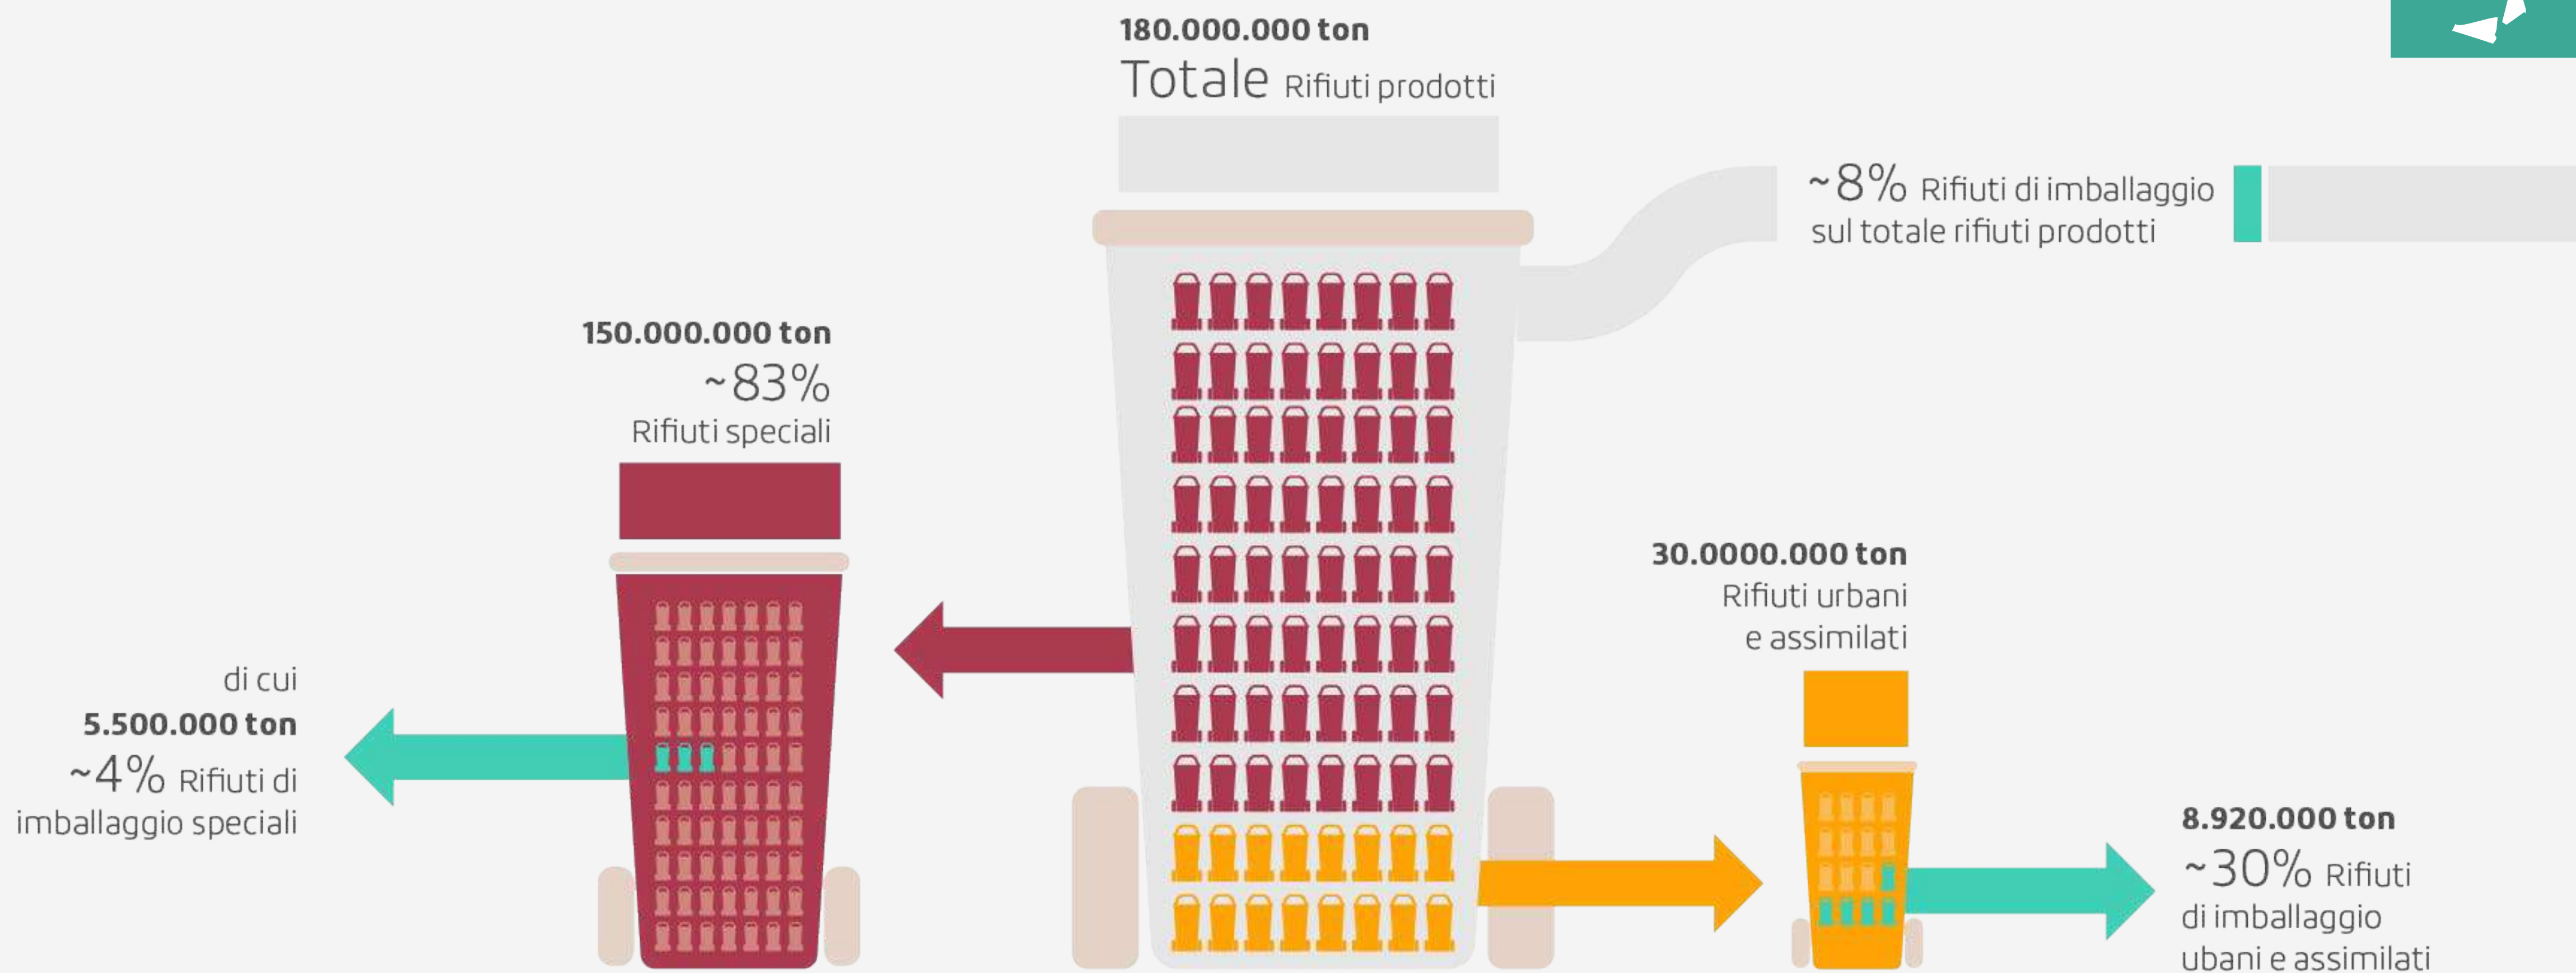 180.000.000 ton
Totale Rifiuti prodotti
~8% Rifiuti di imballaggio
sul totale rifiuti prodotti
150.000.000 ton
~83%
Rifiuti speciali
30.0000.000 ton
Rifiuti urbani
e assimilati
di cui
5.500.000 ton
~4% Rifiuti di
imballaggio speciali
8.920.000 ton
~30% Rifiuti
di imballaggio
ubani e assimilati